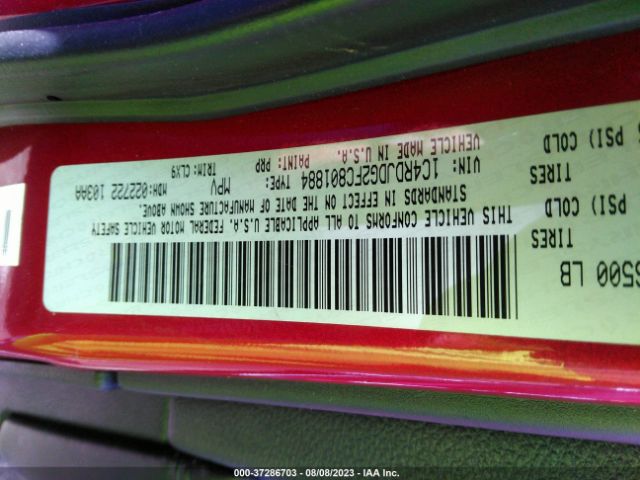 6500 LB
TIRES
PSI) COLD
TIRES
PSI) COLD
THIS VEHICLE CONFORMS TO ALL APPLICABLE U.S.A. FEDERAL MOTOR VEHICLE SAFETY
STANDARDS IN EFFECT ON THE DATE OF MANUFACTURE SHOWN ABOVE.
VIN: 1C4RDJDG2FC801884 TYPE: MPV MDH:022722 103AA
VEHICLE MADE IN U.S.A. PAINT: PRP TRIM: CLX9
000-37286703 - 08/08/2023 - IAA Inc.